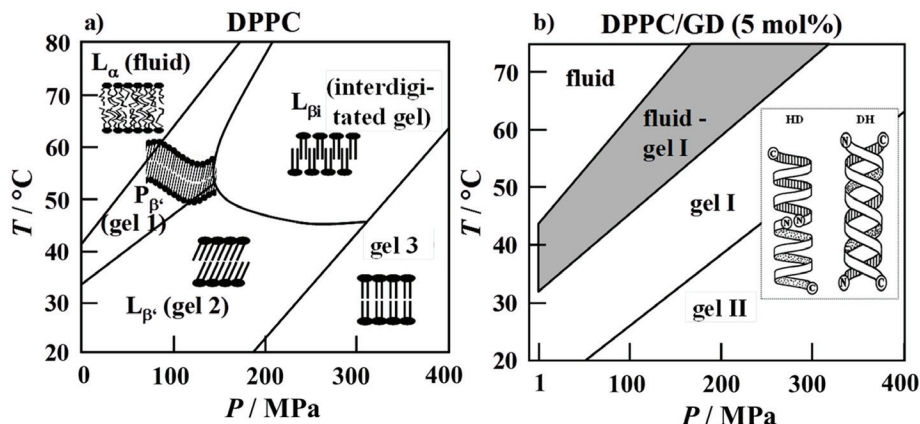 a)
DPPC
80
70
60
50
40
30
20
T / °C
Lα (fluid)
Lβi
(interdigi-
tated gel)
Pβ‘
(gel 1)
Lβ‘ (gel 2)
gel 3
0
100
200
300
400
P / MPa
b)
DPPC/GD (5 mol%)
70
60
50
40
30
20
T / °C
fluid
fluid -
gel I
gel I
gel II
HD
DH
C
N
N
C
N
C
N
C
1
100
200
300
400
P / MPa